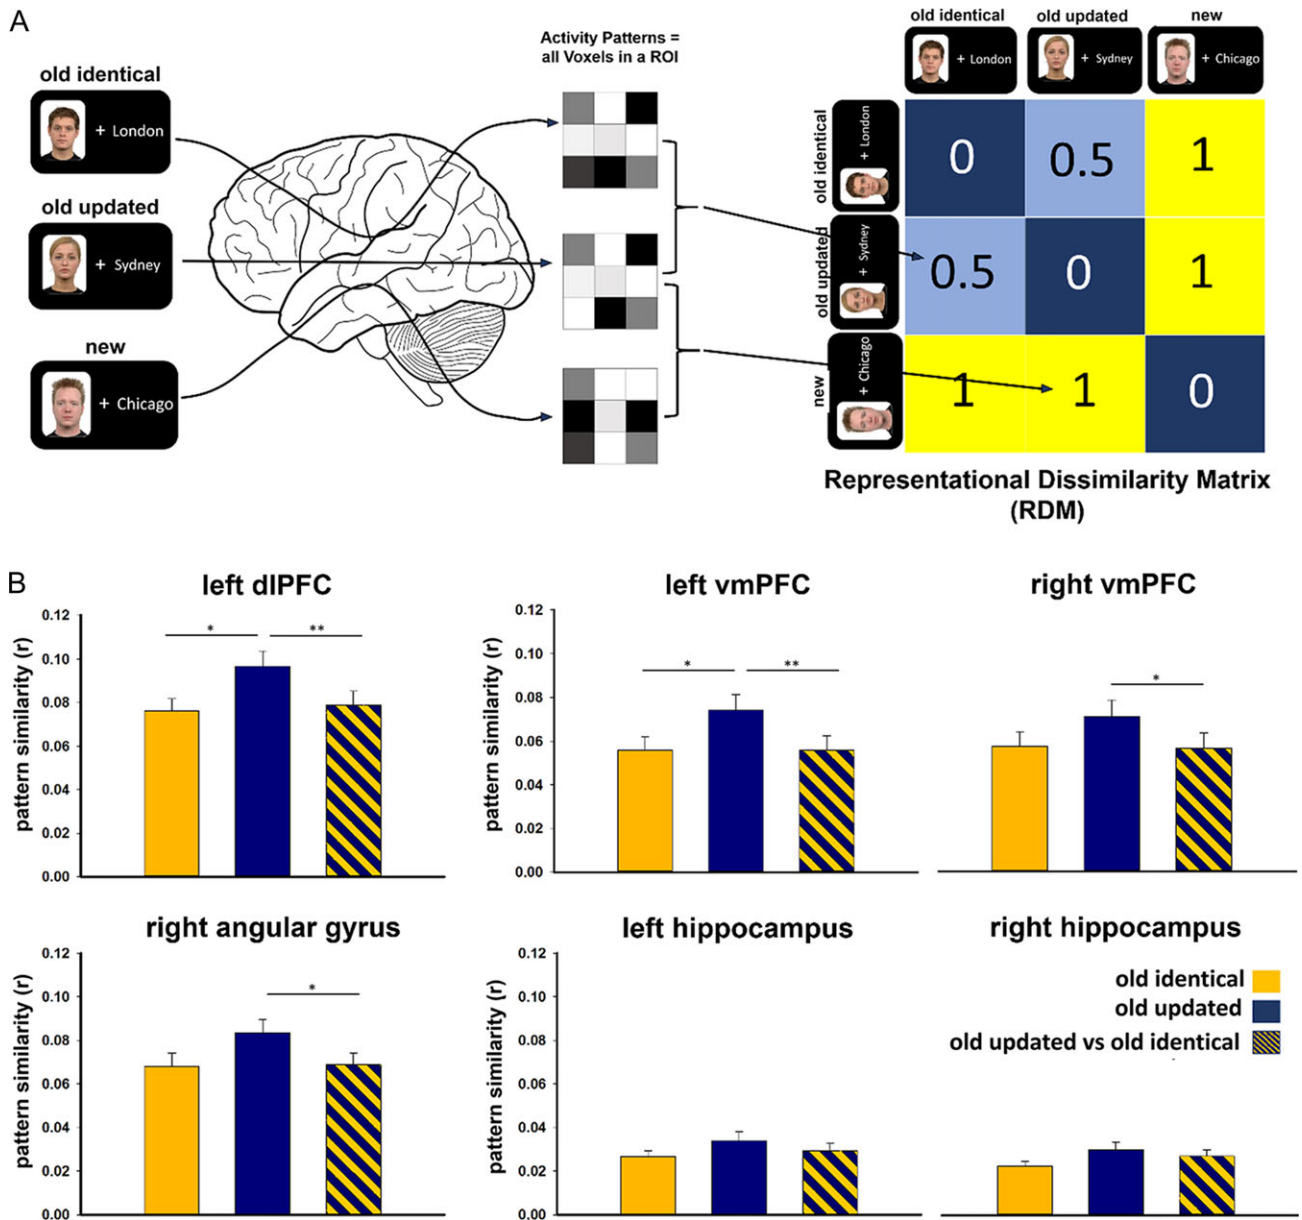 A
old identical
+ London
old updated
+ Sydney
new
+ Chicago
Activity Patterns =
all Voxels in a ROI
old identical
old updated
new
+ London
+ Sydney
+ Chicago
old identical
+ London
old updated
+ Sydney
new
+ Chicago
0
0.5
1
0.5
0
1
1
1
0
Representational Dissimilarity Matrix
(RDM)
B
left dlPFC
pattern similarity (r)
0.12
0.10
0.08
0.06
0.04
0.02
0.00
*
**
left vmPFC
pattern similarity (r)
0.12
0.10
0.08
0.06
0.04
0.02
0.00
*
**
right vmPFC
*
right angular gyrus
pattern similarity (r)
0.12
0.10
0.08
0.06
0.04
0.02
0.00
*
left hippocampus
pattern similarity (r)
0.12
0.10
0.08
0.06
0.04
0.02
0.00
right hippocampus
old identical
old updated
old updated vs old identical